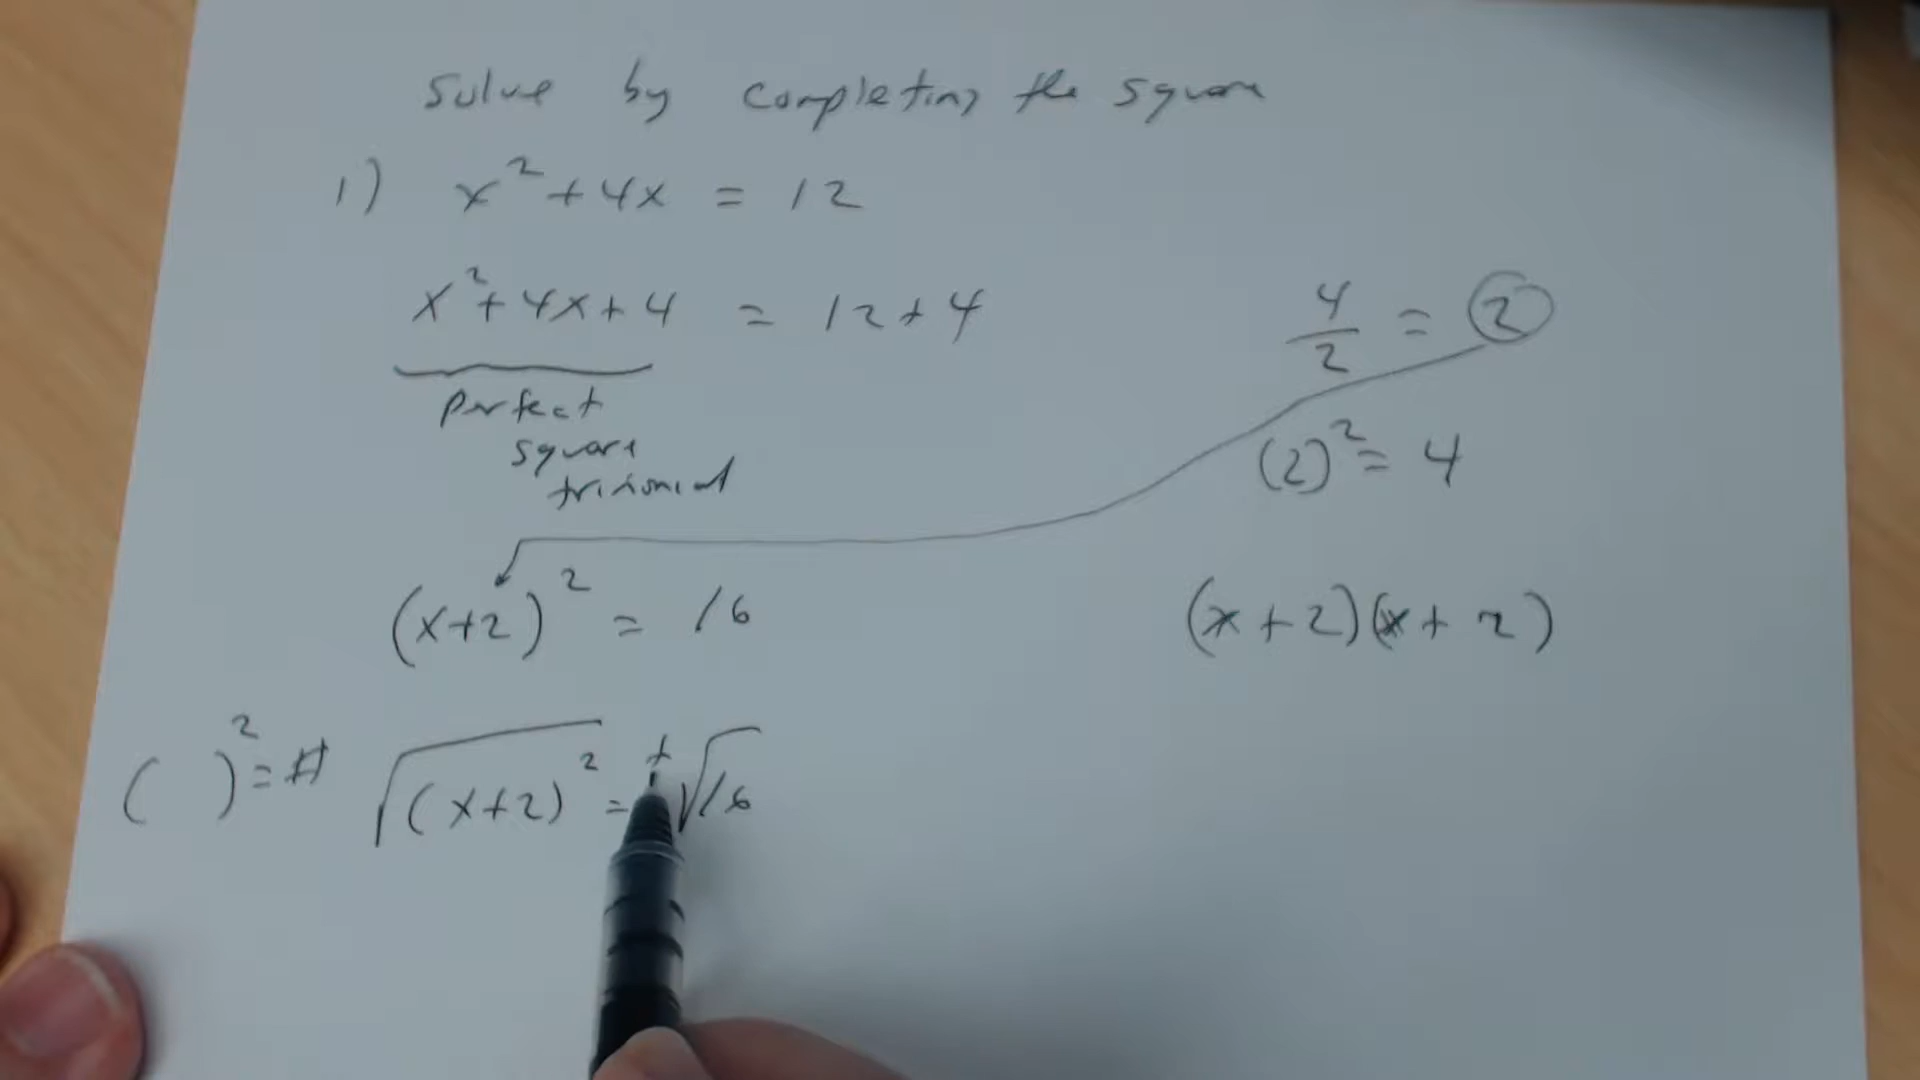 Solve by completing the square
1) x² + 4x = 12
x² + 4x + 4 = 12 + 4
4/2 = 2
perfect
square
trinomial
(2)² = 4
(x+2)² = 16
(x + 2)(x + 2)
( )² = #
√(x+2)² = ±√16